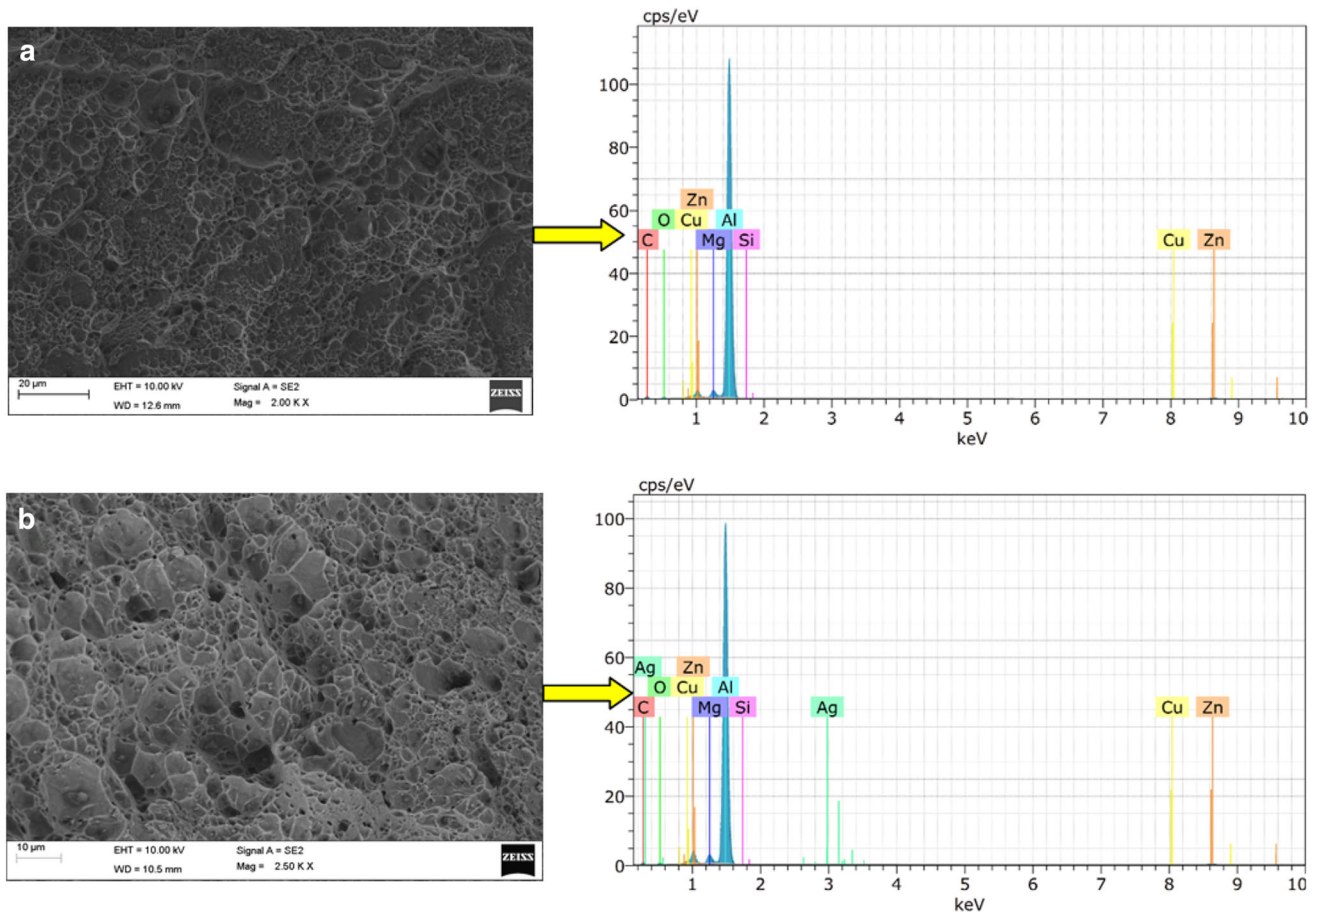 a
20 µm
EHT = 10.00 kV
WD = 12.6 mm
Signal A = SE2
Mag = 2.00 K X
ZEISS
cps/eV
100
80
60
40
20
0
Zn
O Cu Al
C Mg Si Cu Zn
1 2 3 4 5 6 7 8 9 10
keV
b
10 µm
EHT = 10.00 kV
WD = 10.5 mm
Signal A = SE2
Mag = 2.50 K X
ZEISS
cps/eV
100
80
60
40
20
0
Ag Zn
O Cu Al
C Mg Si Ag Cu Zn
1 2 3 4 5 6 7 8 9 10
keV